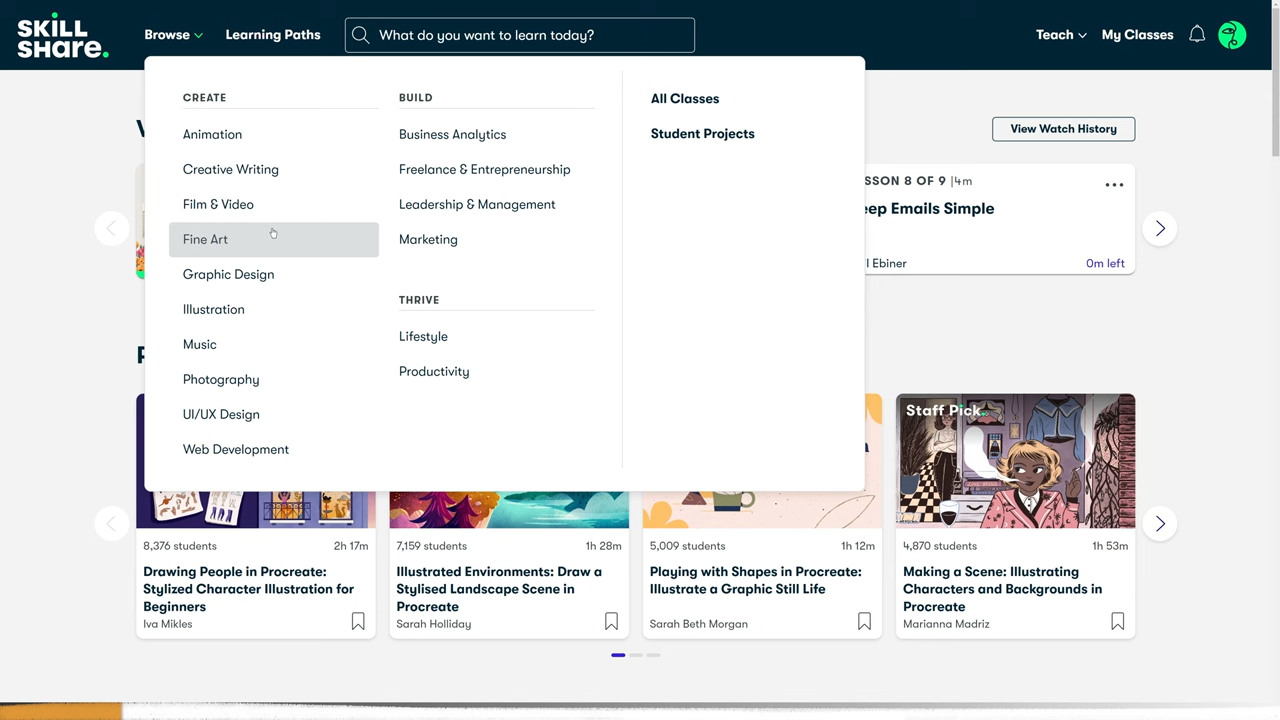 SKILL
SHARE.
Browse
Learning Paths
What do you want to learn today?
Teach
My Classes
CREATE
Animation
Creative Writing
Film & Video
Fine Art
Graphic Design
Illustration
Music
Photography
UI/UX Design
Web Development
BUILD
Business Analytics
Freelance & Entrepreneurship
Leadership & Management
Marketing
THRIVE
Lifestyle
Productivity
All Classes
Student Projects
View Watch History
SSON 8 OF 9 | 4m
eep Emails Simple
l Ebiner
0m left
Staff Pick.
8,376 students
2h 17m
Drawing People in Procreate:
Stylized Character Illustration for
Beginners
Iva Mikles
7,159 students
1h 28m
Illustrated Environments: Draw a
Stylised Landscape Scene in
Procreate
Sarah Holliday
5,009 students
1h 12m
Playing with Shapes in Procreate:
Illustrate a Graphic Still Life
Sarah Beth Morgan
4,870 students
1h 53m
Making a Scene: Illustrating
Characters and Backgrounds in
Procreate
Marianna Madriz